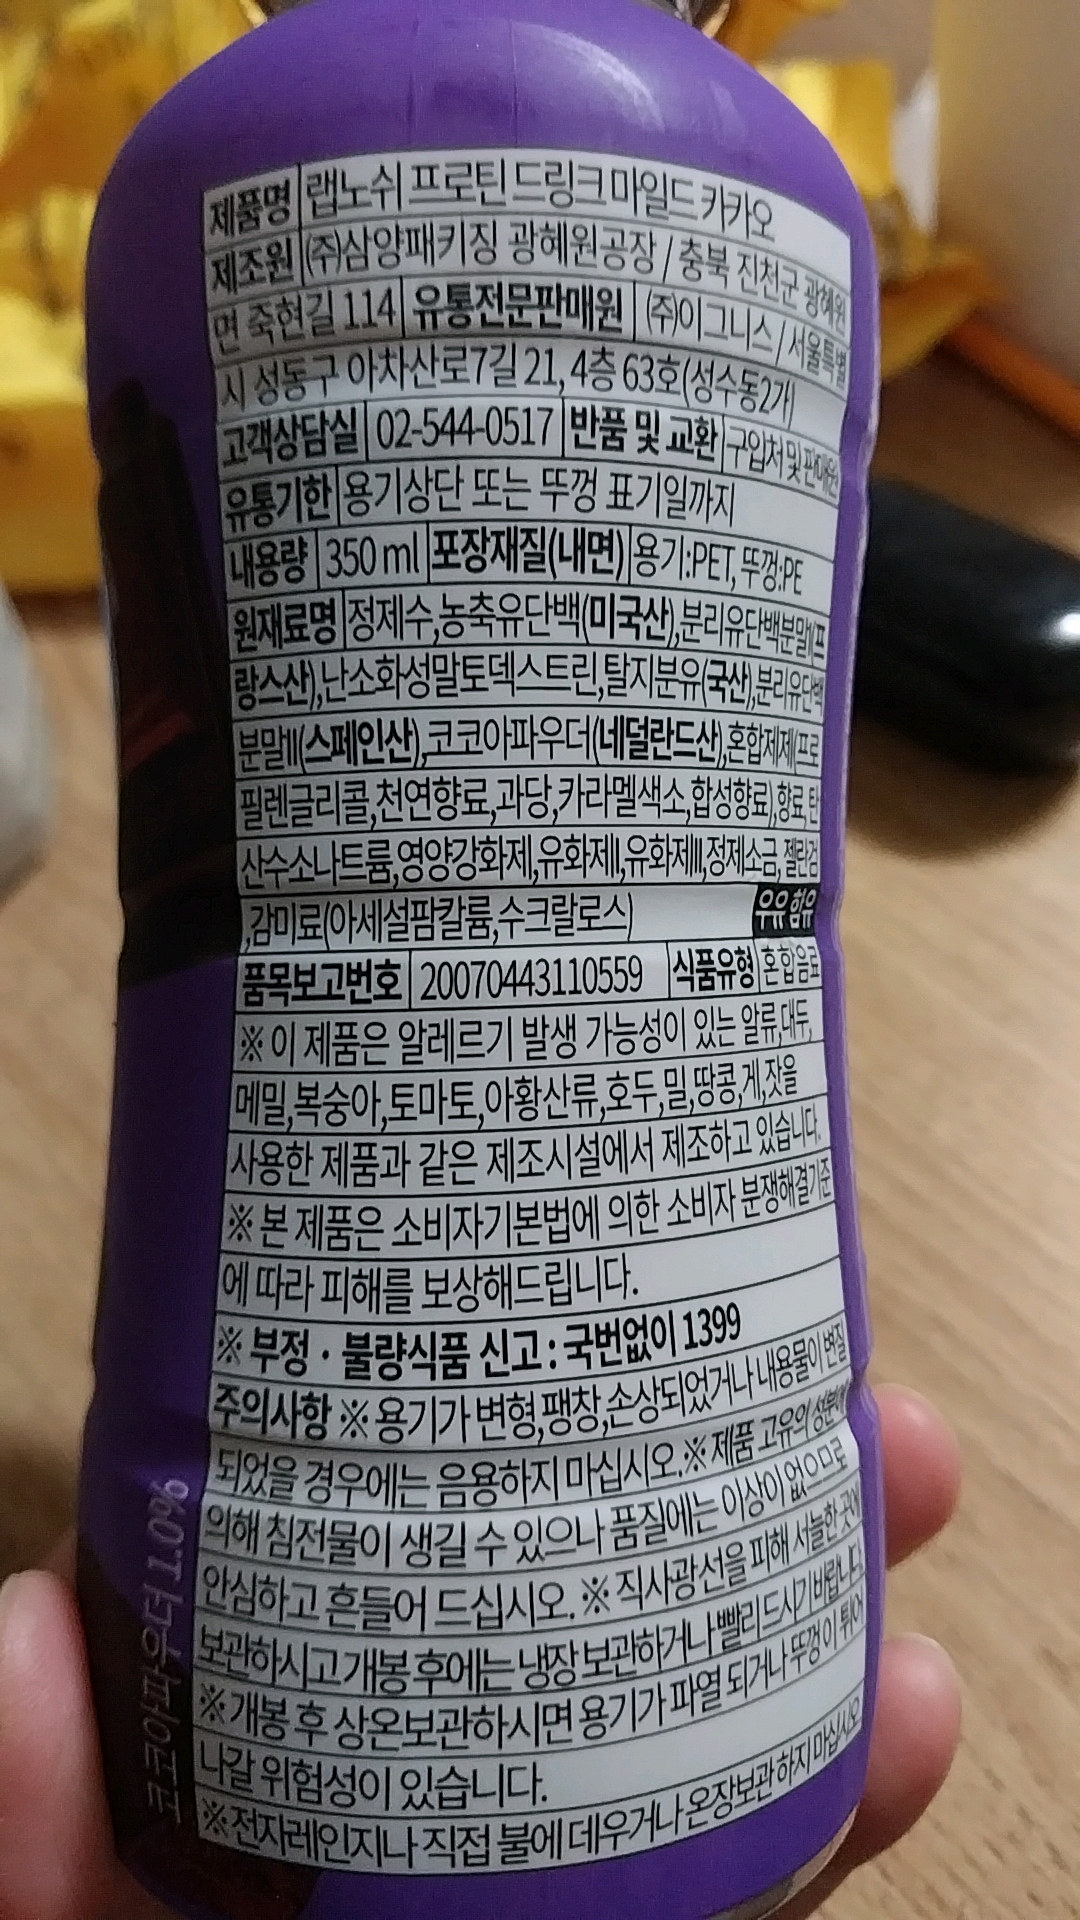 제품명 랩노쉬 프로틴 드링크 마일드 카카오
제조원 (주)삼양패키징 광혜원공장 / 충북 진천군 광혜원
면 죽현길 114 유통전문판매원 (주)이그니스 / 서울특별
시 성동구 아차산로7길 21, 4층 63호(성수동2가)
고객상담실 02-544-0517 반품 및 교환 구입처 및 판매원
유통기한 용기상단 또는 뚜껑 표기일까지
내용량 350 ml 포장재질(내면) 용기:PET, 뚜껑:PE
원재료명 정제수,농축유단백(미국산),분리유단백분말I(프
랑스산),난소화성말토덱스트린,탈지분유(국산),분리유단백
분말II(스페인산),코코아파우더(네덜란드산),혼합제제(프로
필렌글리콜,천연향료,과당,카라멜색소,합성향료),향료,탄
산수소나트륨,영양강화제,유화제I,유화제II,정제소금,젤란검
,감미료(아세설팜칼륨,수크랄로스) 우유 함유
품목보고번호 20070443110559 식품유형 혼합음료
※ 이 제품은 알레르기 발생 가능성이 있는 알류,대두,
메밀,복숭아,토마토,아황산류,호두,밀,땅콩,게,잣을
사용한 제품과 같은 제조시설에서 제조하고 있습니다.
※ 본 제품은 소비자기본법에 의한 소비자 분쟁해결기준
에 따라 피해를 보상해드립니다.
※ 부정 · 불량식품 신고 : 국번없이 1399
주의사항 ※ 용기가 변형,팽창,손상되었거나 내용물이 변질
되었을 경우에는 음용하지 마십시오.※ 제품 고유의 성분에
의해 침전물이 생길 수 있으나 품질에는 이상이 없으므로
안심하고 흔들어 드십시오. ※ 직사광선을 피해 서늘한 곳에
보관하시고 개봉 후에는 냉장 보관하거나 빨리 드시기 바랍니다.
※ 개봉 후 상온보관하시면 용기가 파열 되거나 뚜껑이 튀어
나갈 위험성이 있습니다.
※ 전자레인지나 직접 불에 데우거나 온장보관 하지 마십시오
코코아파우더 1.0%